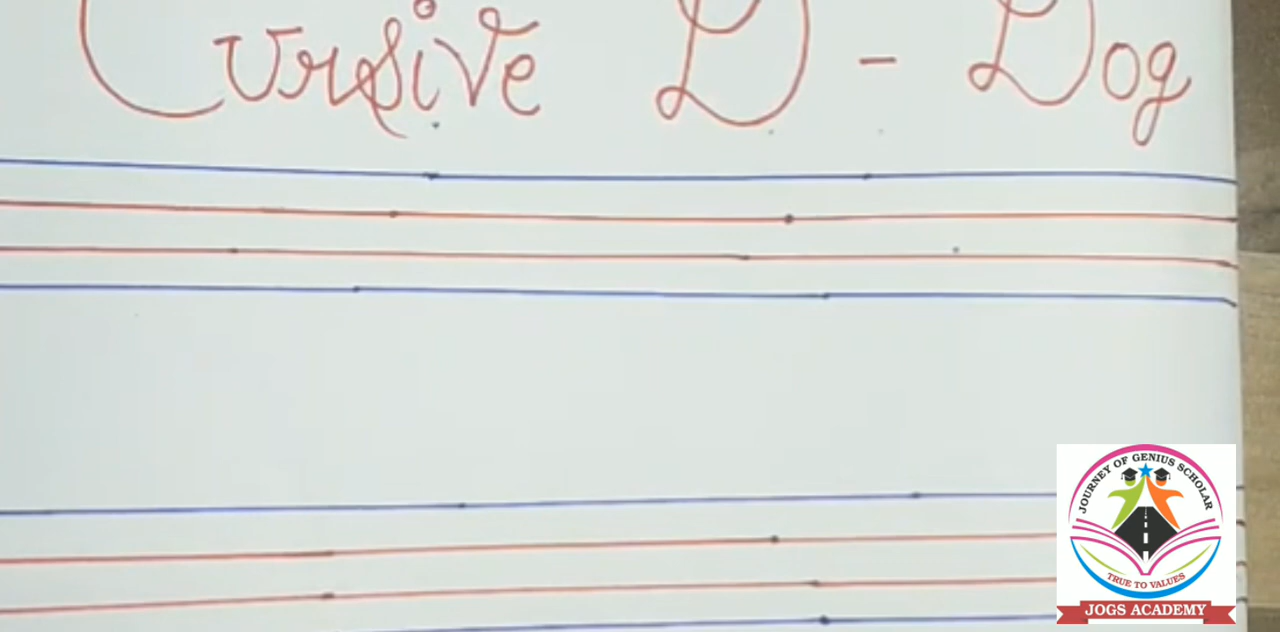 Cursive D - Dog
JOURNEY OF GENIUS SCHOLAR
TRUE TO VALUES
JOGS ACADEMY